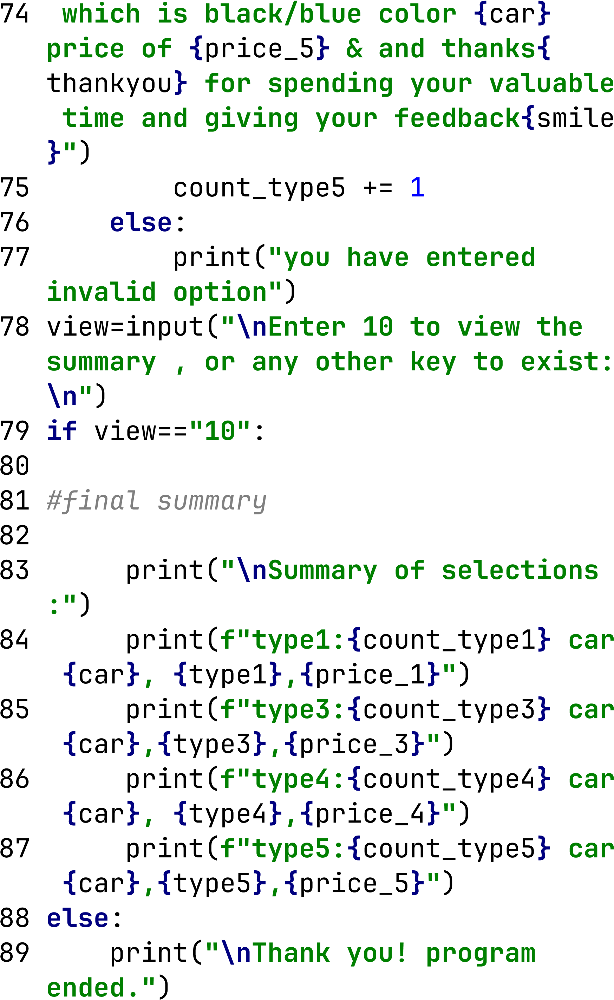 74  which is black/blue color {car}
price of {price_5} & and thanks{
thankyou} for spending your valuable
 time and giving your feedback{smile
}")
75         count_type5 += 1
76     else:
77         print("you have entered
invalid option")
78 view=input("\nEnter 10 to view the
summary , or any other key to exist:
\n")
79 if view=="10":
80
81 #final summary
82
83      print("\nSummary of selections
:")
84      print(f"type1:{count_type1} car
 {car}, {type1},{price_1}")
85      print(f"type3:{count_type3} car
 {car},{type3},{price_3}")
86      print(f"type4:{count_type4} car
 {car}, {type4},{price_4}")
87      print(f"type5:{count_type5} car
 {car},{type5},{price_5}")
88 else:
89     print("\nThank you! program
ended.")